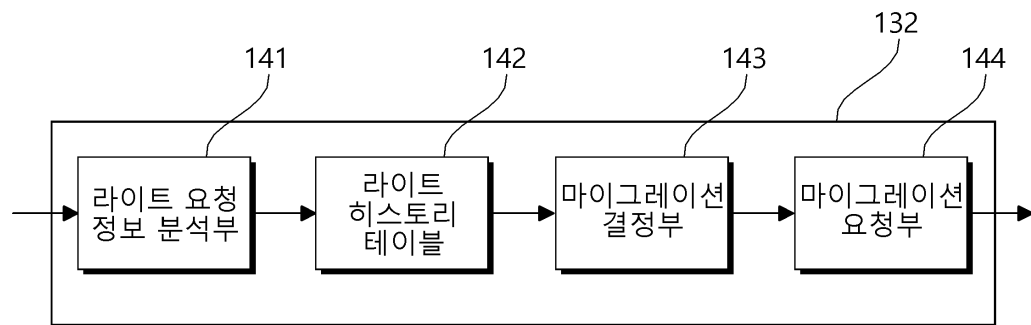 132
141
142
143
144
라이트 요청
정보 분석부
라이트
히스토리
테이블
마이그레이션
결정부
마이그레이션
요청부